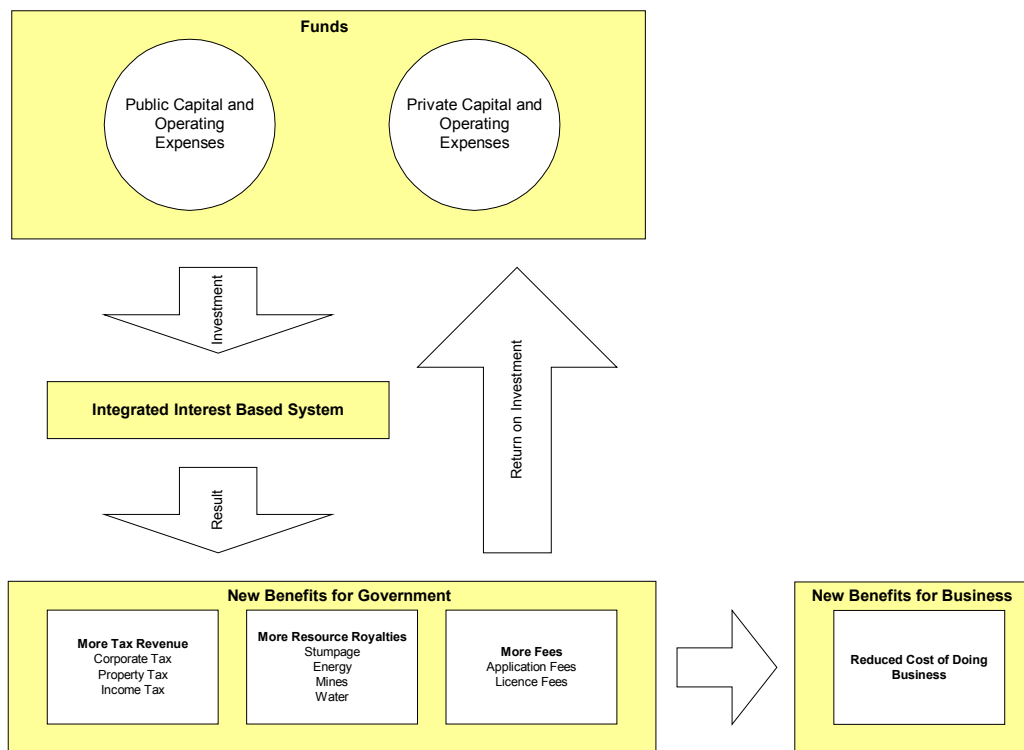 Funds
Public Capital and
Operating
Expenses
Private Capital and
Operating
Expenses
Investment
Integrated Interest Based System
Return on Investment
Result
New Benefits for Government
More Tax Revenue
Corporate Tax
Property Tax
Income Tax
More Resource Royalties
Stumpage
Energy
Mines
Water
More Fees
Application Fees
Licence Fees
New Benefits for Business
Reduced Cost of Doing
Business